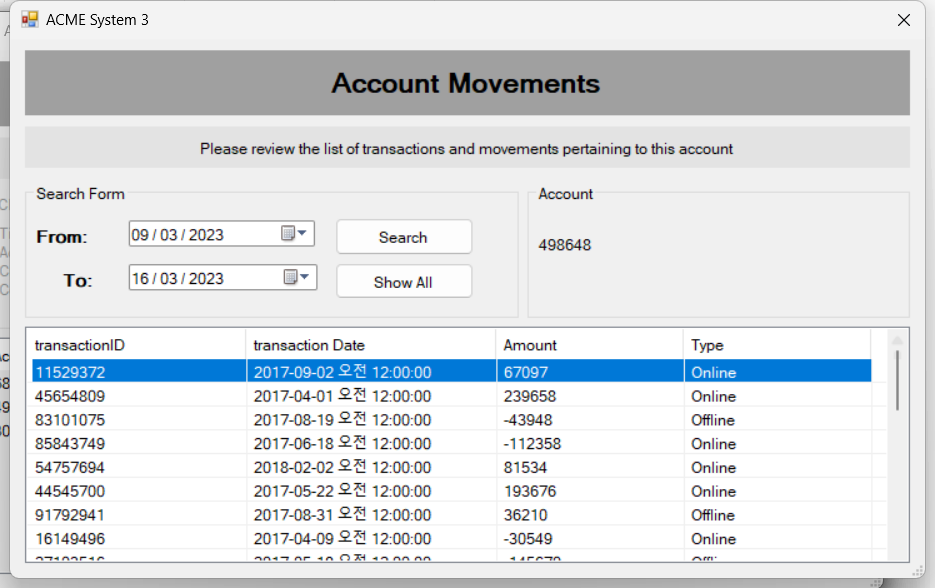 ACME System 3
Account Movements
Please review the list of transactions and movements pertaining to this account
Search Form
From: 09 / 03 / 2023 Search
To: 16 / 03 / 2023 Show All
Account
498648
transactionID transaction Date Amount Type
11529372 2017-09-02 오전 12:00:00 67097 Online
45654809 2017-04-01 오전 12:00:00 239658 Online
83101075 2017-08-19 오전 12:00:00 -43948 Offline
85843749 2017-06-18 오전 12:00:00 -112358 Online
54757694 2018-02-02 오전 12:00:00 81534 Online
44545700 2017-05-22 오전 12:00:00 193676 Online
91792941 2017-08-31 오전 12:00:00 36210 Offline
16149496 2017-04-09 오전 12:00:00 -30549 Online